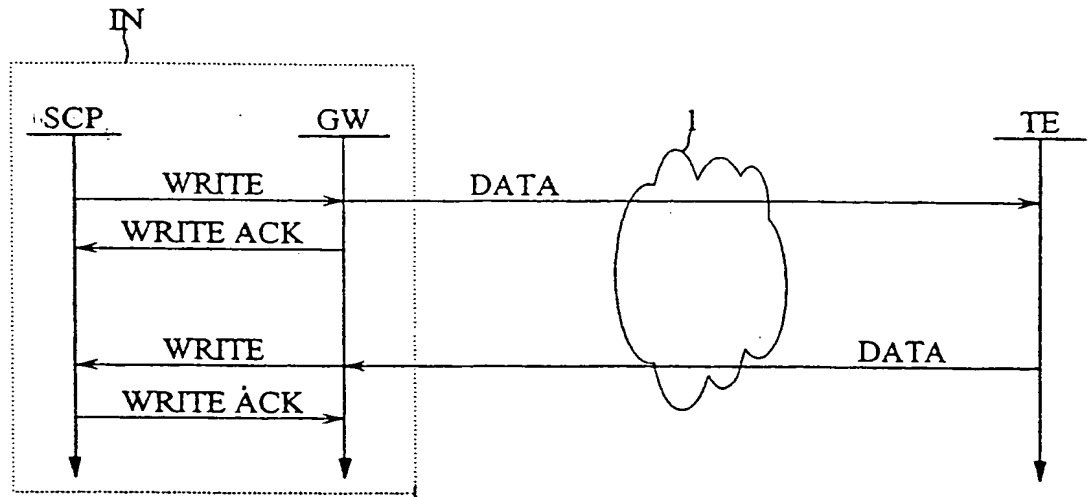 IN
SCP GW 1 TE
WRITE DATA
WRITE ACK
WRITE DATA
WRITE ACK